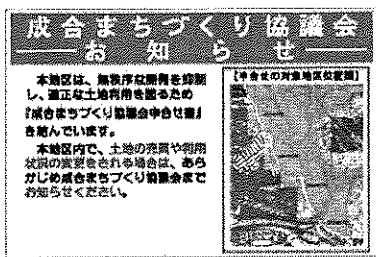 成合まちづくり協議会
お知らせ
本地区は、無秩序な開発を抑制
し、適正な土地利用を図るため
『成合まちづくり協議会申合せ書』
を結んでいます。
本地区内で、土地の売買や利用
状況の変更をされる場合は、あら
かじめ成合まちづくり協議会まで
お知らせください。
【申合せの対象地区位置図】